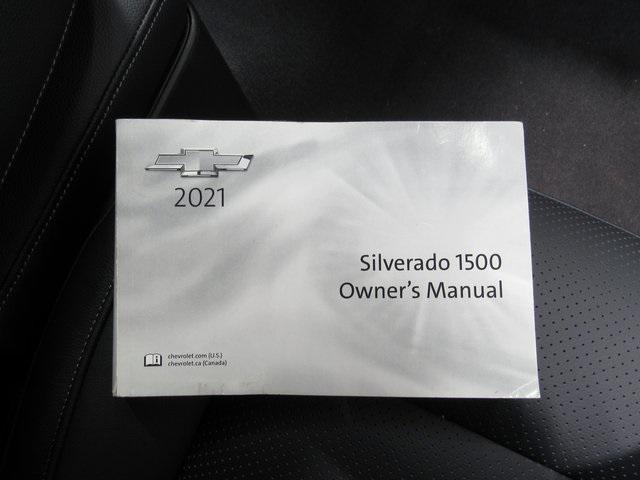 2021
Silverado 1500
Owner's Manual
chevrolet.com (U.S.)
chevrolet.ca (Canada)